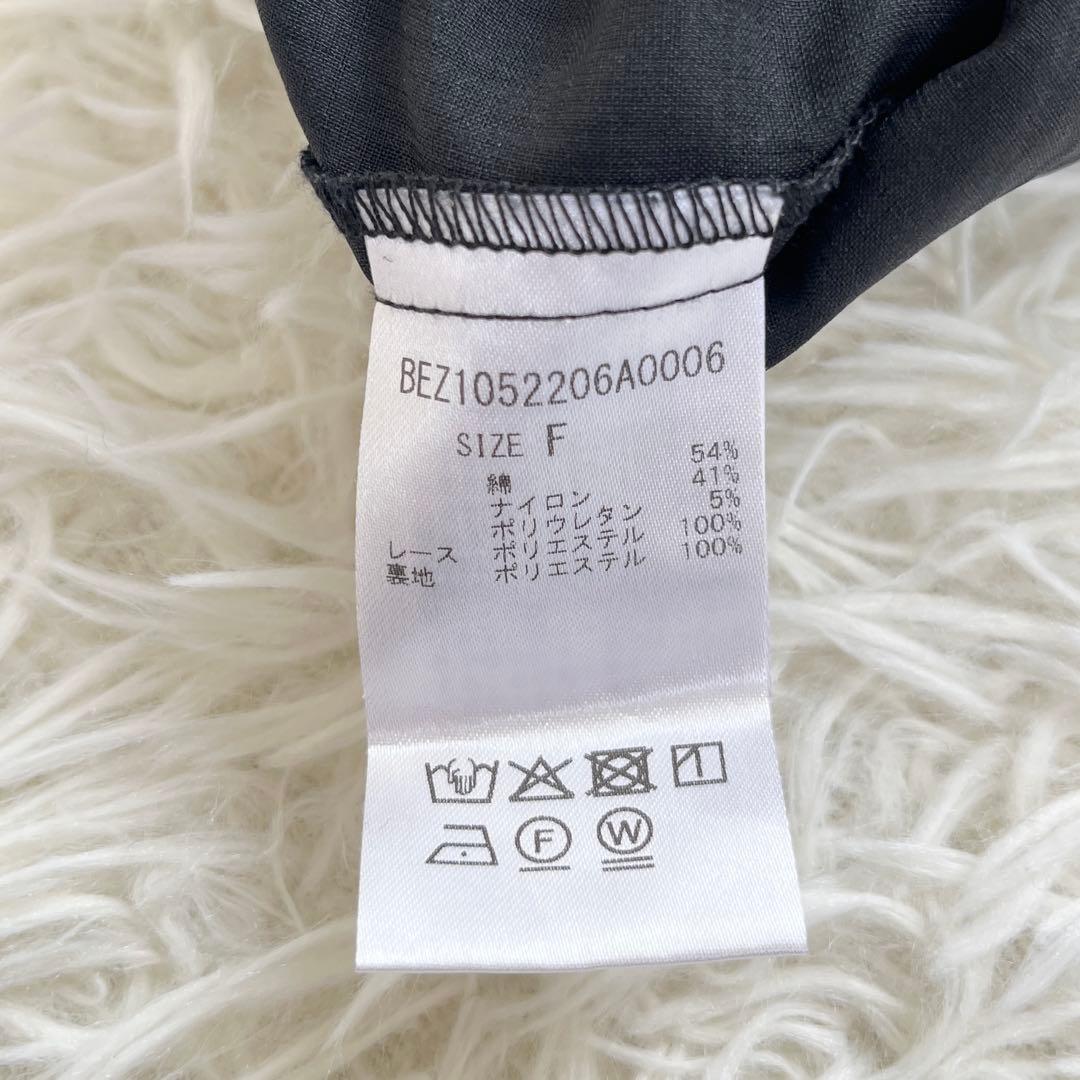 BEZ1052206A0006
SIZE F
綿 54%
ナイロン 41%
ポリウレタン 5%
レース ポリエステル 100%
裏地 ポリエステル 100%
F W